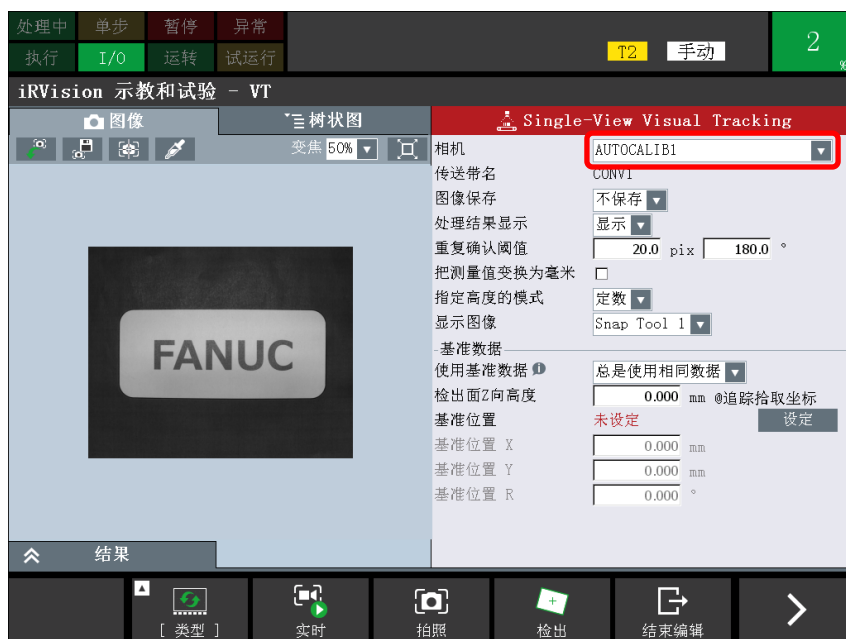 处理中 单步 暂停 异常
执行 I/O 运转 试运行
T2 手动 2 %
iRVision 示教和试验 - VT
图像 树状图 Single-View Visual Tracking
变焦 50%
相机 AUTOCALIB1
传送带名 CONV1
图像保存 不保存
处理结果显示 显示
重复确认阈值 20.0 pix 180.0 °
把测量值变换为毫米
指定高度的模式 定数
显示图像 Snap Tool 1
基准数据
使用基准数据 总是使用相同数据
检出面Z向高度 0.000 mm @追踪拾取坐标
基准位置 未设定 设定
基准位置 X 0.000 mm
基准位置 Y 0.000 mm
基准位置 R 0.000 °
FANUC
结果
[ 类型 ] 实时 拍照 检出 结束编辑